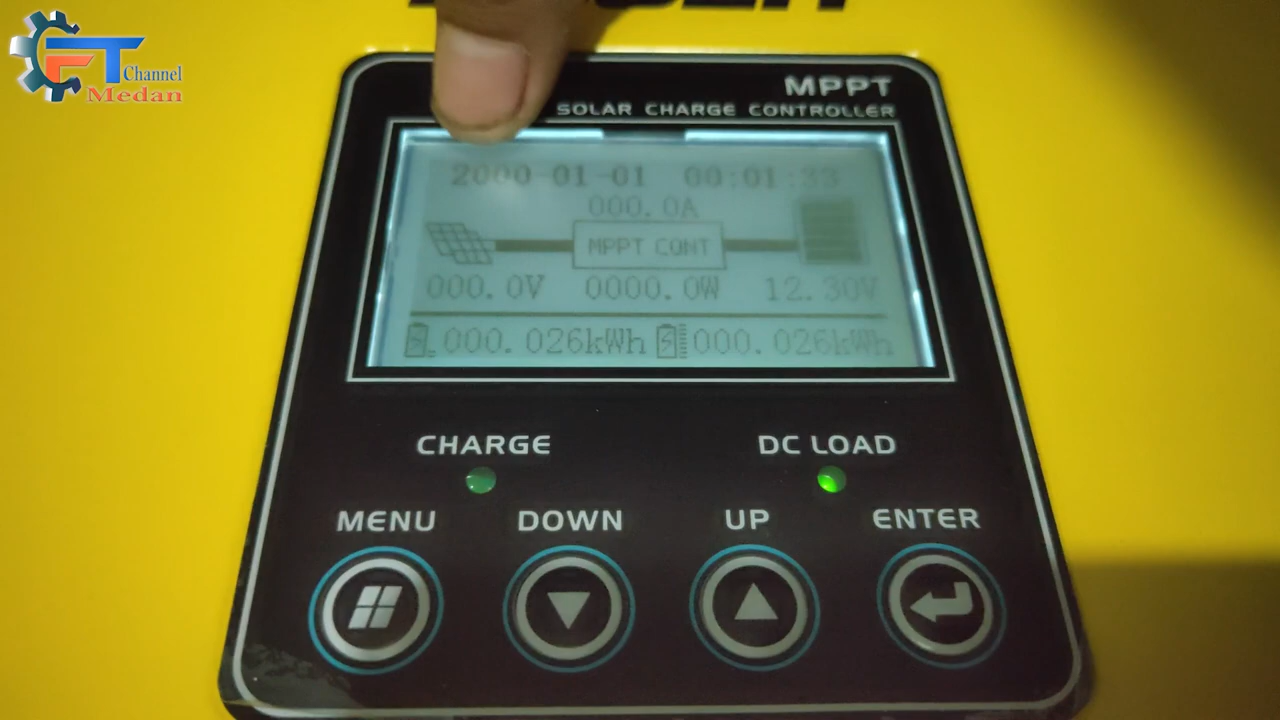 FT Channel
Medan
MPPT
SOLAR CHARGE CONTROLLER
2000-01-01 00:01:33
000.0A
MPPT CONT
000.0V 0000.0W 12.30V
000.026kWh 000.026kWh
CHARGE DC LOAD
MENU DOWN UP ENTER